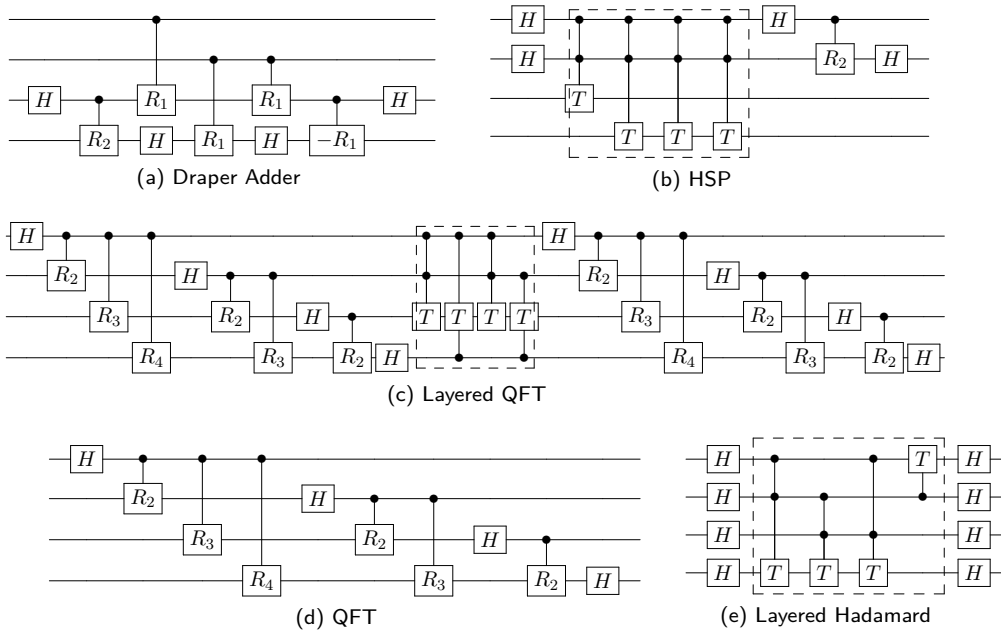 H R₂ R₁ H R₁ H R₁ −R₁ H
(a) Draper Adder
H H T T T T H R₂ H
(b) HSP
H R₂ R₃ R₄ H R₂ R₃ H R₂ H T T T T H R₂ R₃ R₄ H R₂ R₃ H R₂ H
(c) Layered QFT
H R₂ R₃ R₄ H R₂ R₃ H R₂ H
(d) QFT
H H H H T T T T H H H H
(e) Layered Hadamard